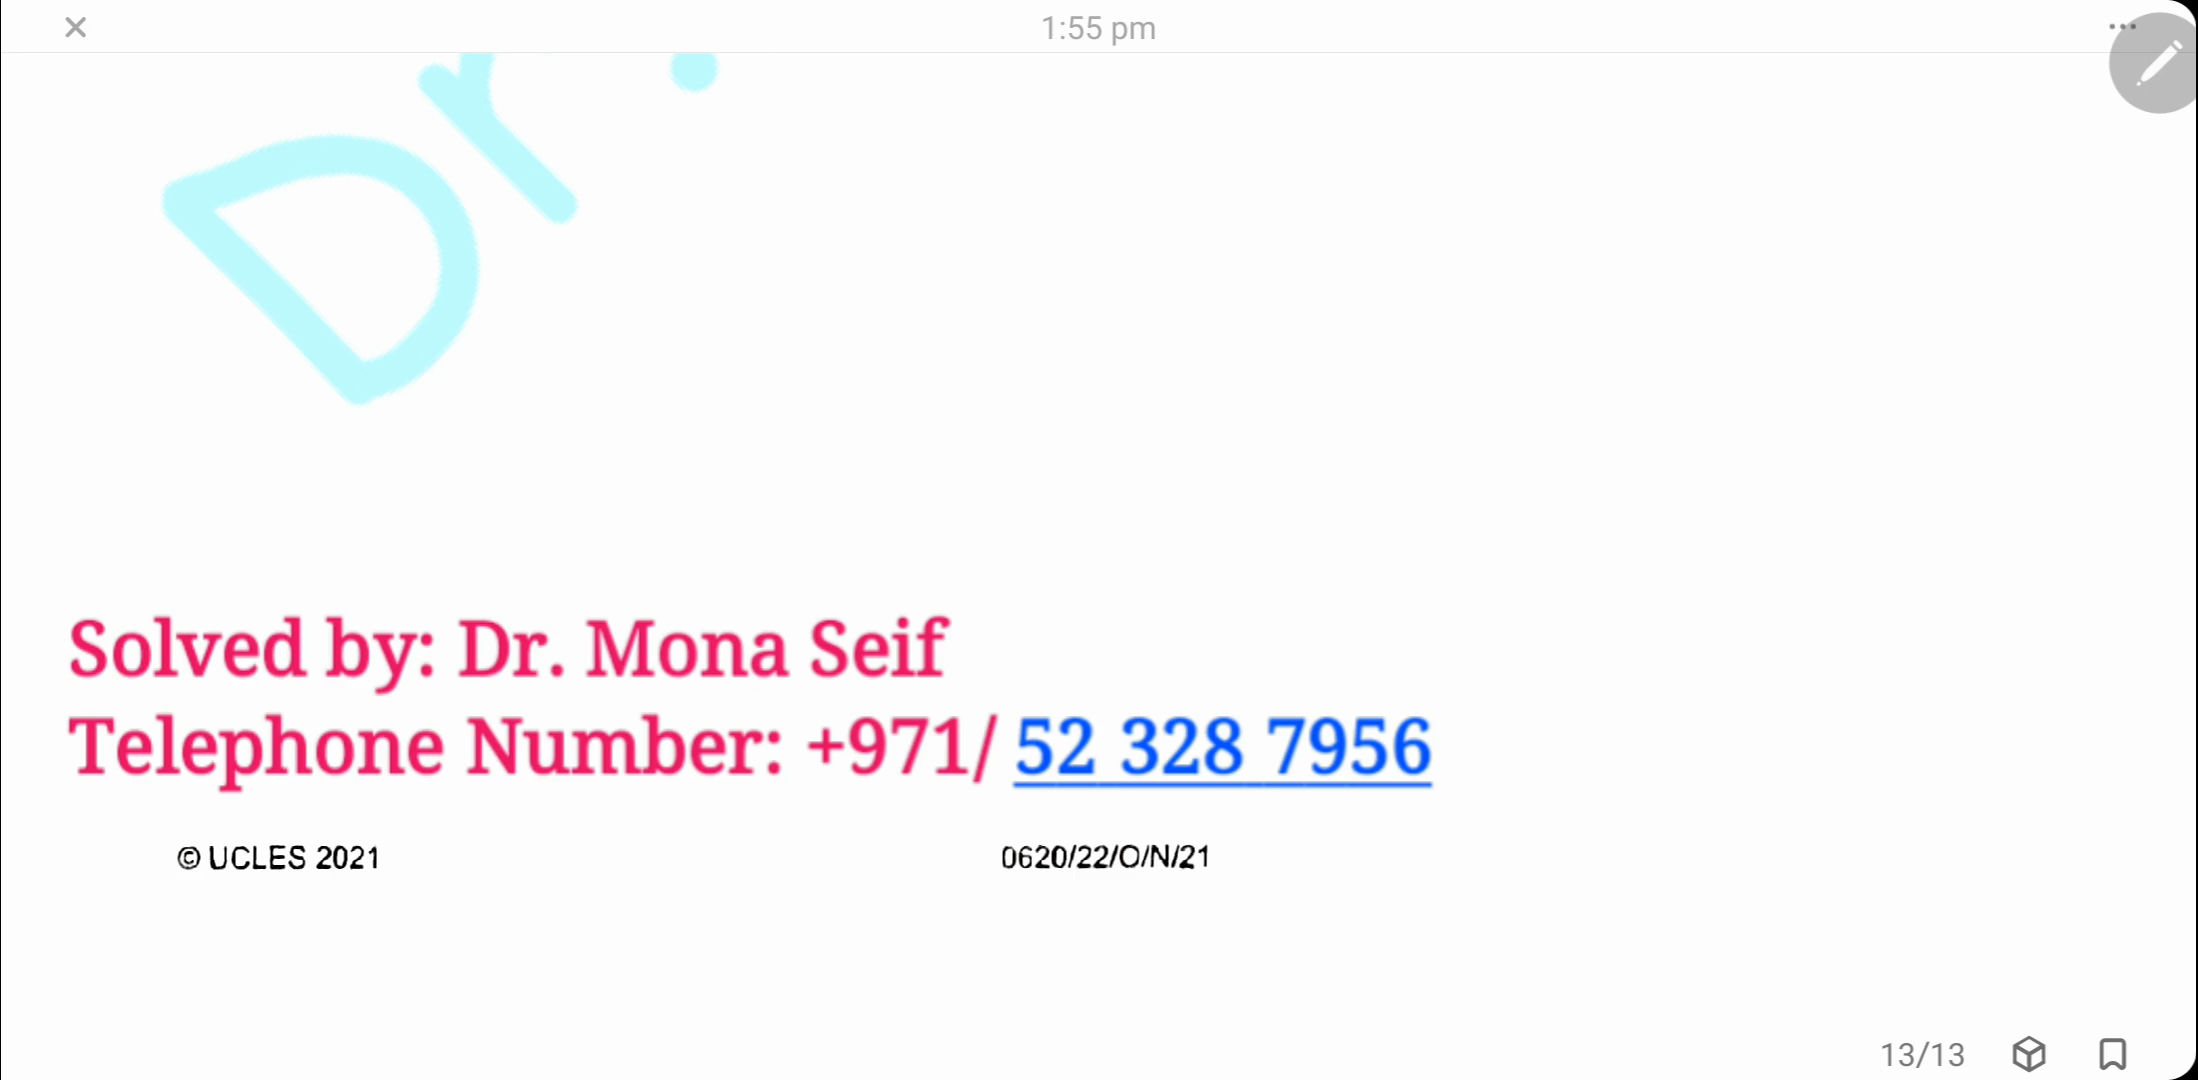 1:55 pm
Dr.
Solved by: Dr. Mona Seif
Telephone Number: +971/ 52 328 7956
© UCLES 2021
0620/22/O/N/21
13/13